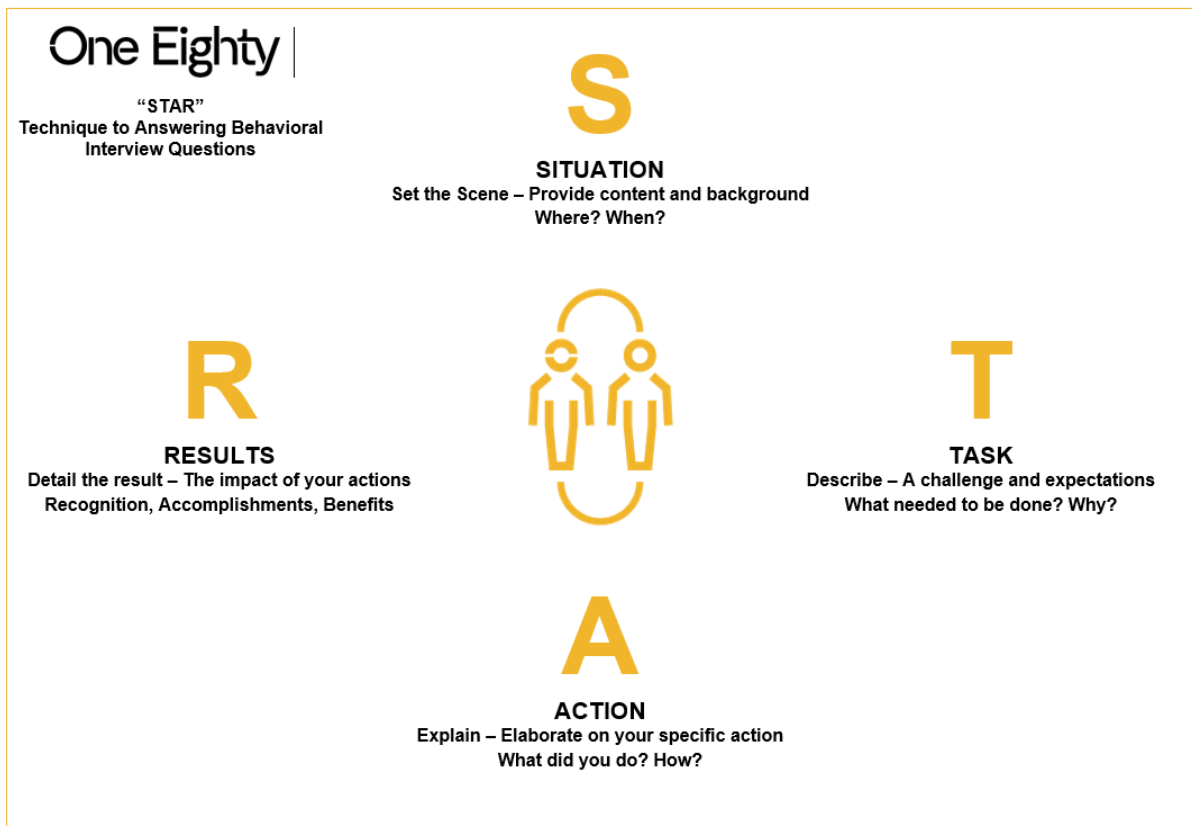 One Eighty
“STAR”
Technique to Answering Behavioral
Interview Questions
S
SITUATION
Set the Scene – Provide content and background
Where? When?
T
TASK
Describe – A challenge and expectations
What needed to be done? Why?
A
ACTION
Explain – Elaborate on your specific action
What did you do? How?
R
RESULTS
Detail the result – The impact of your actions
Recognition, Accomplishments, Benefits